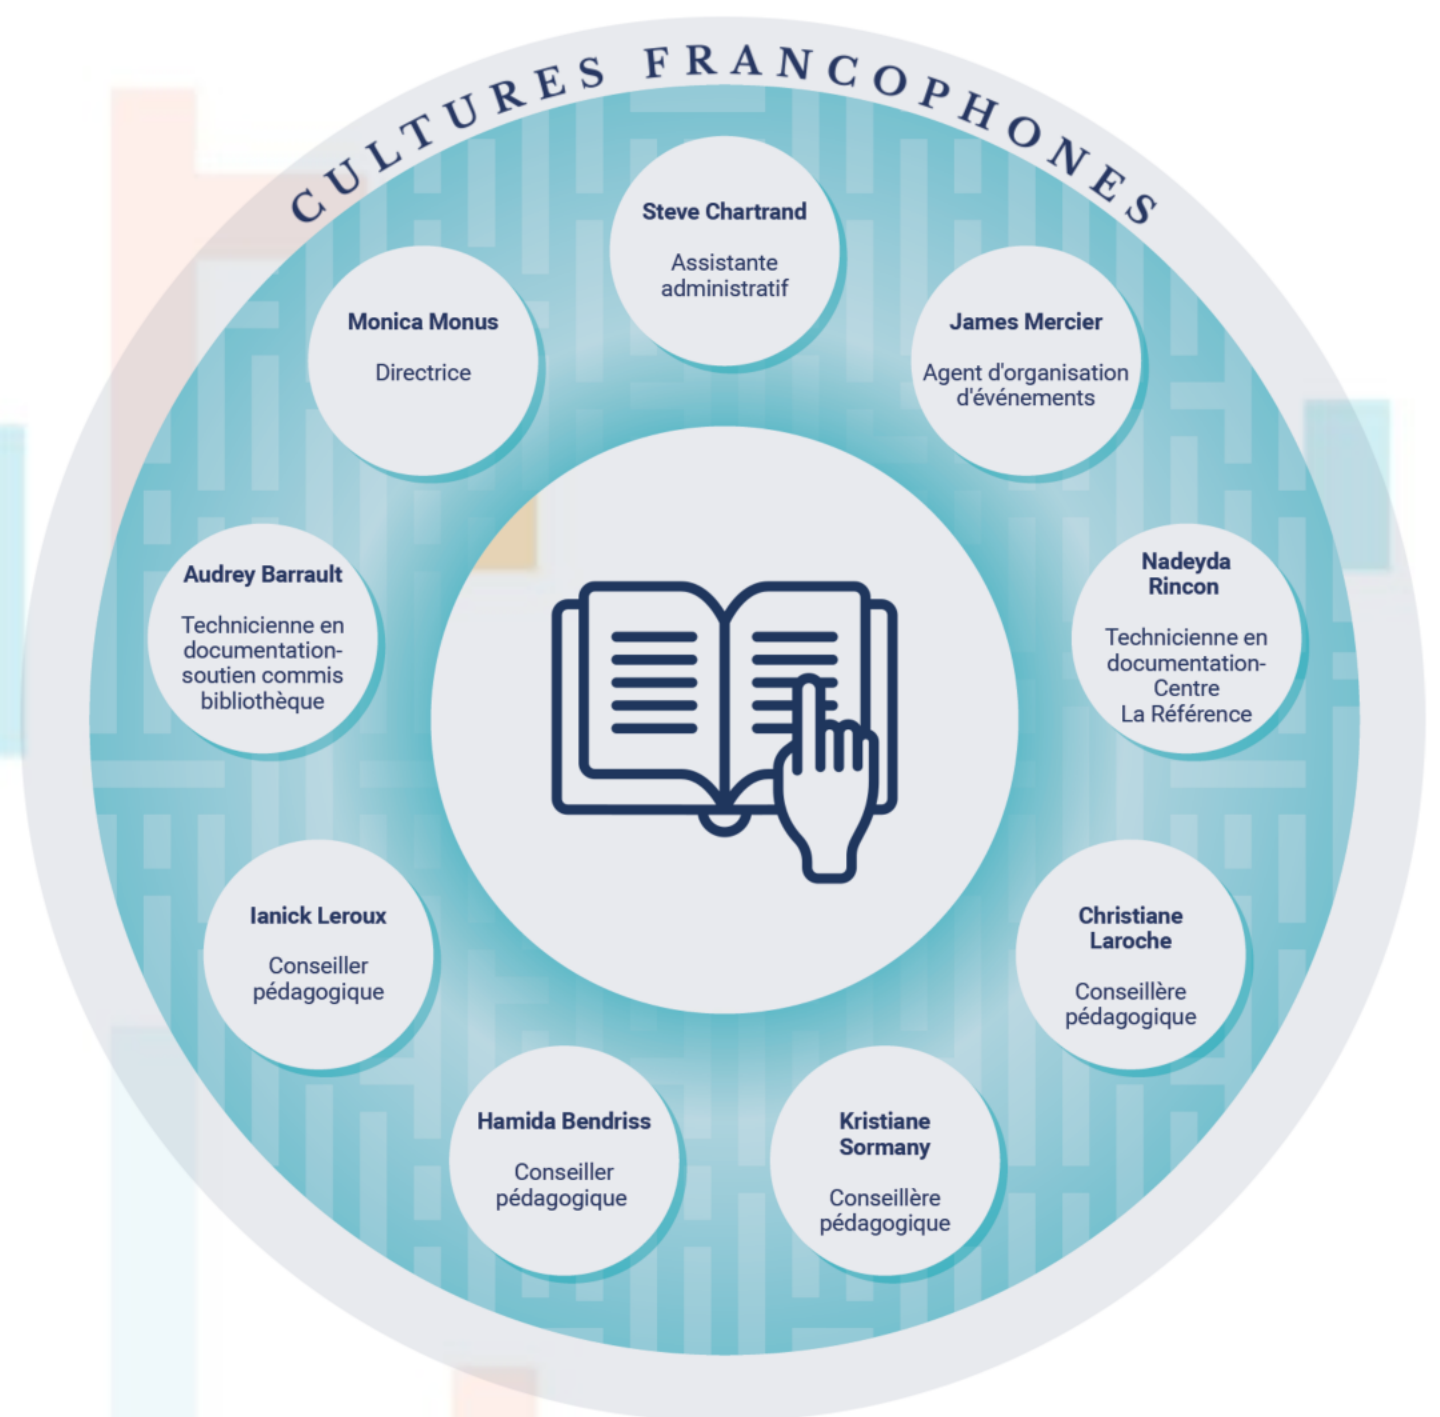 CULTURES FRANCOPHONES
Steve Chartrand
Assistante
administratif
James Mercier
Agent d'organisation
d'événements
Nadeyda
Rincon
Technicienne en
documentation-
Centre
La Référence
Christiane
Laroche
Conseillère
pédagogique
Kristiane
Sormany
Conseillère
pédagogique
Hamida Bendriss
Conseiller
pédagogique
Ianick Leroux
Conseiller
pédagogique
Audrey Barrault
Technicienne en
documentation-
soutien commis
bibliothèque
Monica Monus
Directrice